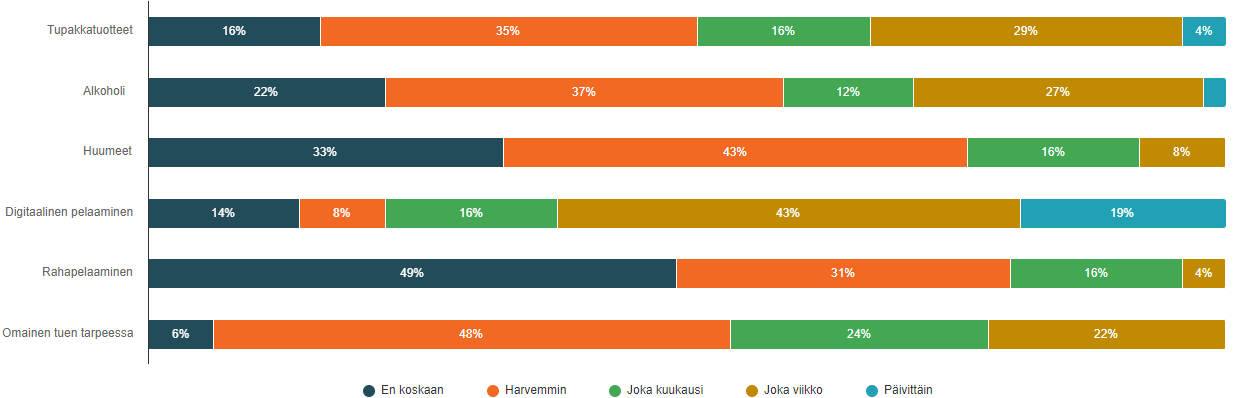 Tupakkatuotteet 16% 35% 16% 29% 4%
Alkoholi 22% 37% 12% 27%
Huumeet 33% 43% 16% 8%
Digitaalinen pelaaminen 14% 8% 16% 43% 19%
Rahapelaaminen 49% 31% 16% 4%
Omainen tuen tarpeessa 6% 48% 24% 22%
En koskaan Harvemmin Joka kuukausi Joka viikko Päivittäin